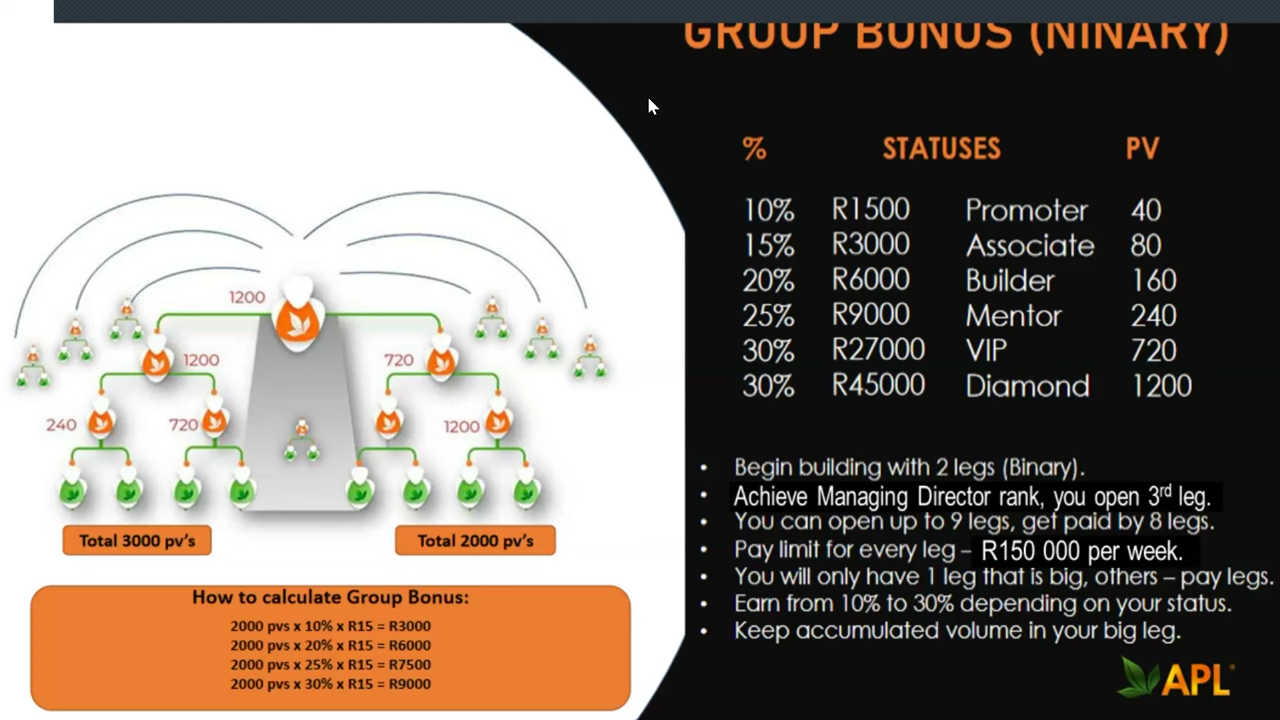 GROUP BONUS (NINARY)
% STATUSES PV
10% R1500 Promoter 40
15% R3000 Associate 80
20% R6000 Builder 160
25% R9000 Mentor 240
30% R27000 VIP 720
30% R45000 Diamond 1200
1200
1200
720
240
720
1200
Total 3000 pv's
Total 2000 pv's
How to calculate Group Bonus:
2000 pvs x 10% x R15 = R3000
2000 pvs x 20% x R15 = R6000
2000 pvs x 25% x R15 = R7500
2000 pvs x 30% x R15 = R9000
• Begin building with 2 legs (Binary).
• Achieve Managing Director rank, you open 3rd leg.
• You can open up to 9 legs, get paid by 8 legs.
• Pay limit for every leg – R150 000 per week.
• You will only have 1 leg that is big, others – pay legs.
• Earn from 10% to 30% depending on your status.
• Keep accumulated volume in your big leg.
APL